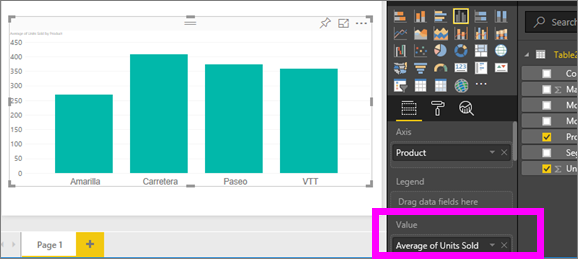 Average of Units Sold by Product
450
400
350
300
250
200
150
100
50
0
Amarilla Carretera Paseo VTT
Page 1
Axis
Product
Legend
Drag data fields here
Value
Average of Units Sold
Search
Table2
Co
Σ Ma
Mo
Mo
Pro
Seg
Σ Un